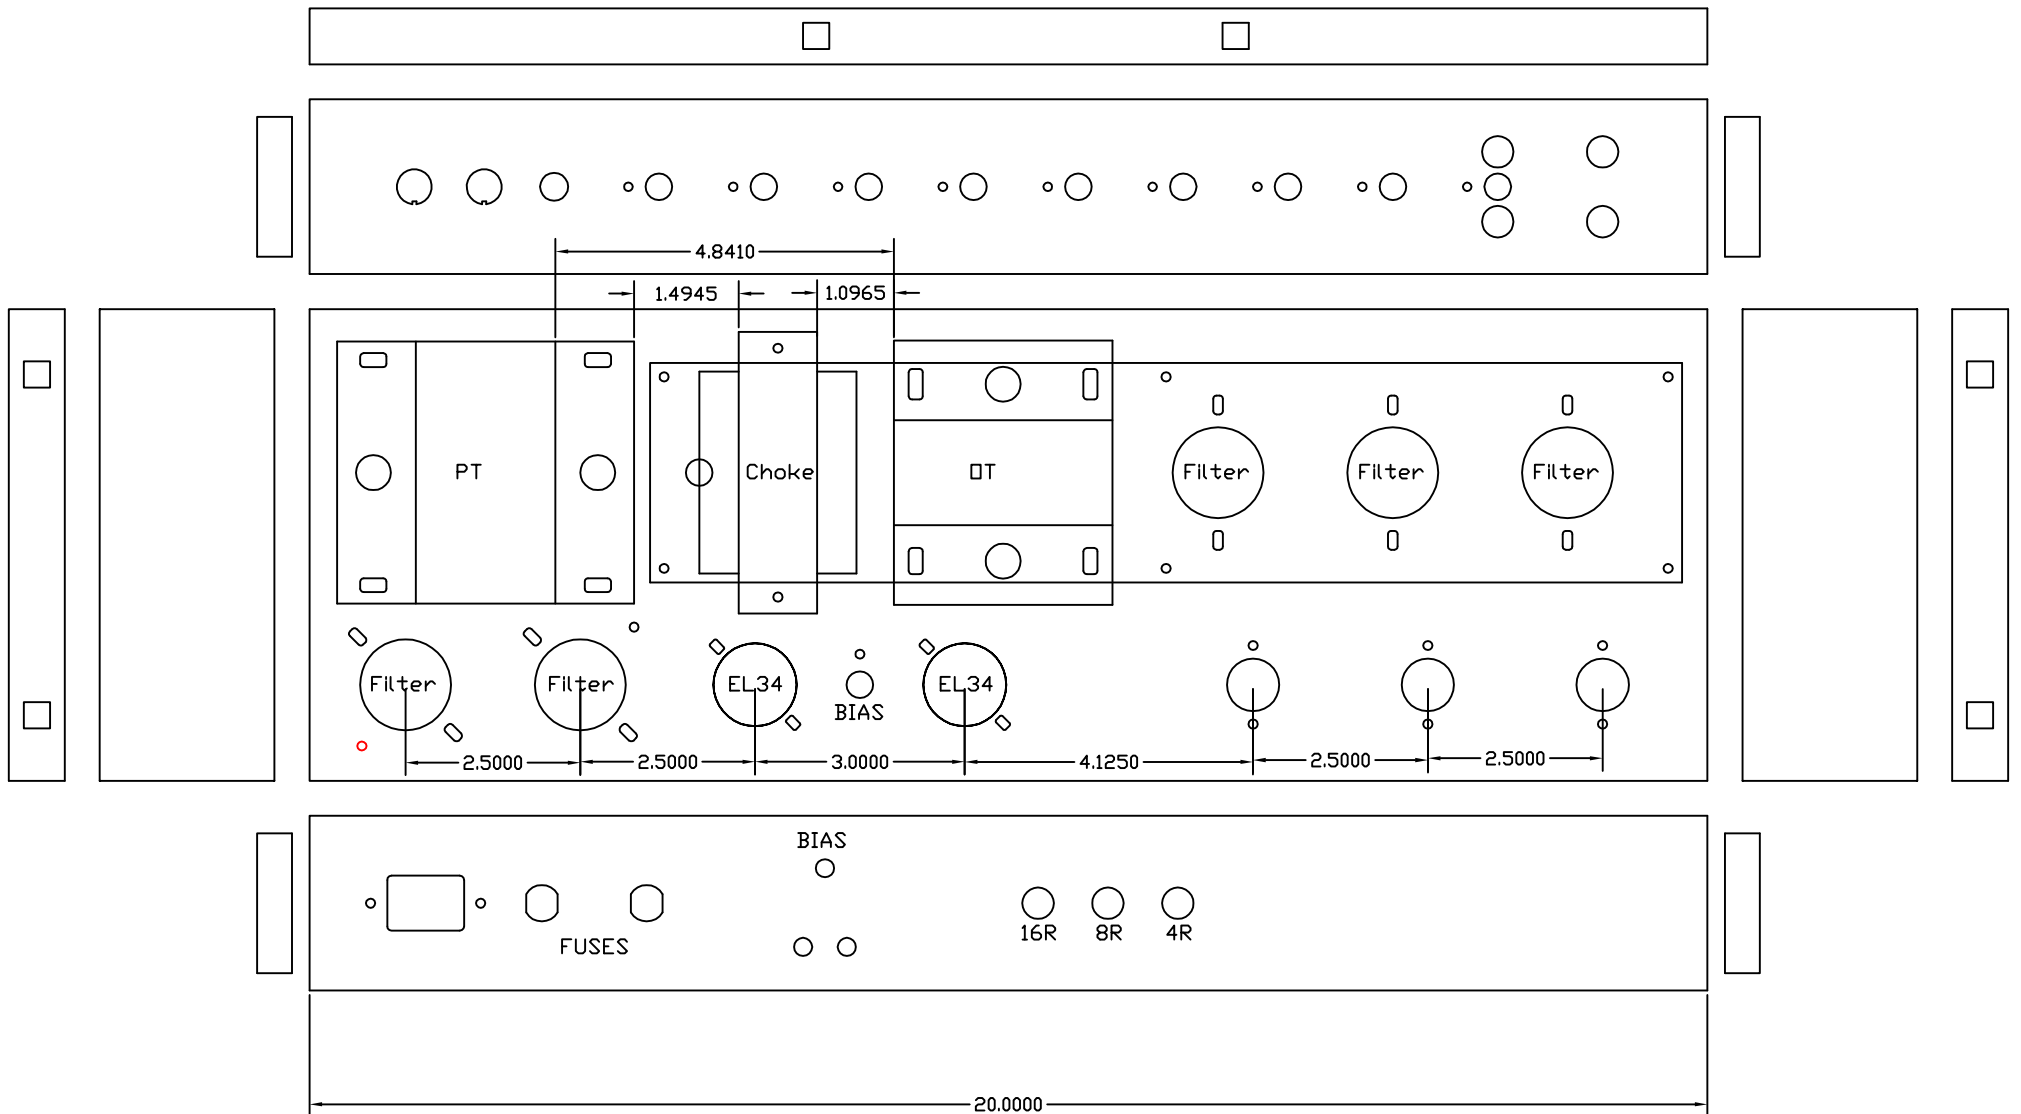 4.8410
1.4945
1.0965
PT
Choke
OT
Filter
Filter
Filter
Filter
Filter
EL34
BIAS
EL34
2.5000
2.5000
3.0000
4.1250
2.5000
2.5000
BIAS
FUSES
16R
8R
4R
20.0000